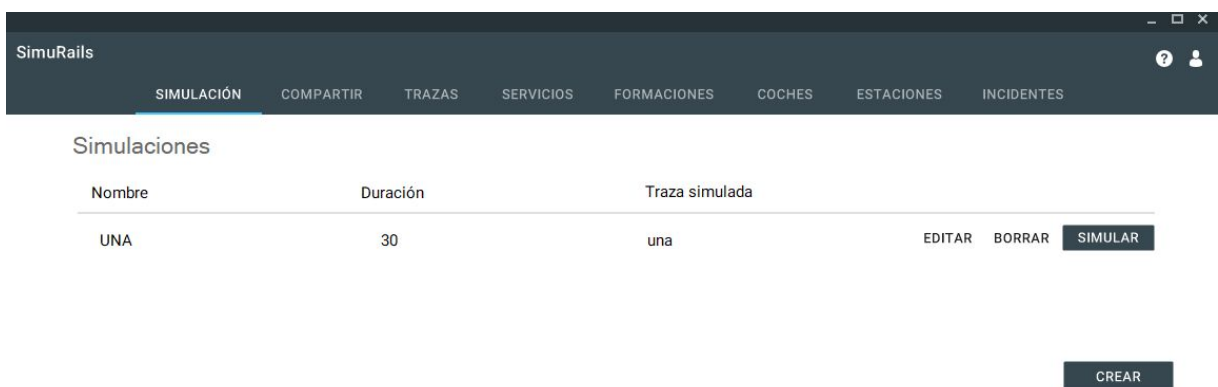 SimuRails
SIMULACIÓN COMPARTIR TRAZAS SERVICIOS FORMACIONES COCHES ESTACIONES INCIDENTES
Simulaciones
Nombre Duración Traza simulada
UNA 30 una EDITAR BORRAR SIMULAR
CREAR